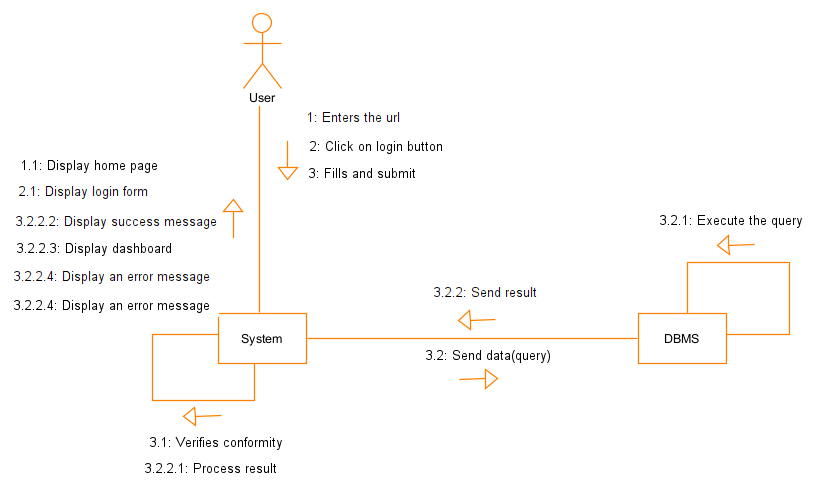 User
1: Enters the url
2: Click on login button
3: Fills and submit
1.1: Display home page
2.1: Display login form
3.2.2.2: Display success message
3.2.2.3: Display dashboard
3.2.2.4: Display an error message
3.2.2.4: Display an error message
3.2.1: Execute the query
3.2.2: Send result
System
DBMS
3.2: Send data(query)
3.1: Verifies conformity
3.2.2.1: Process result